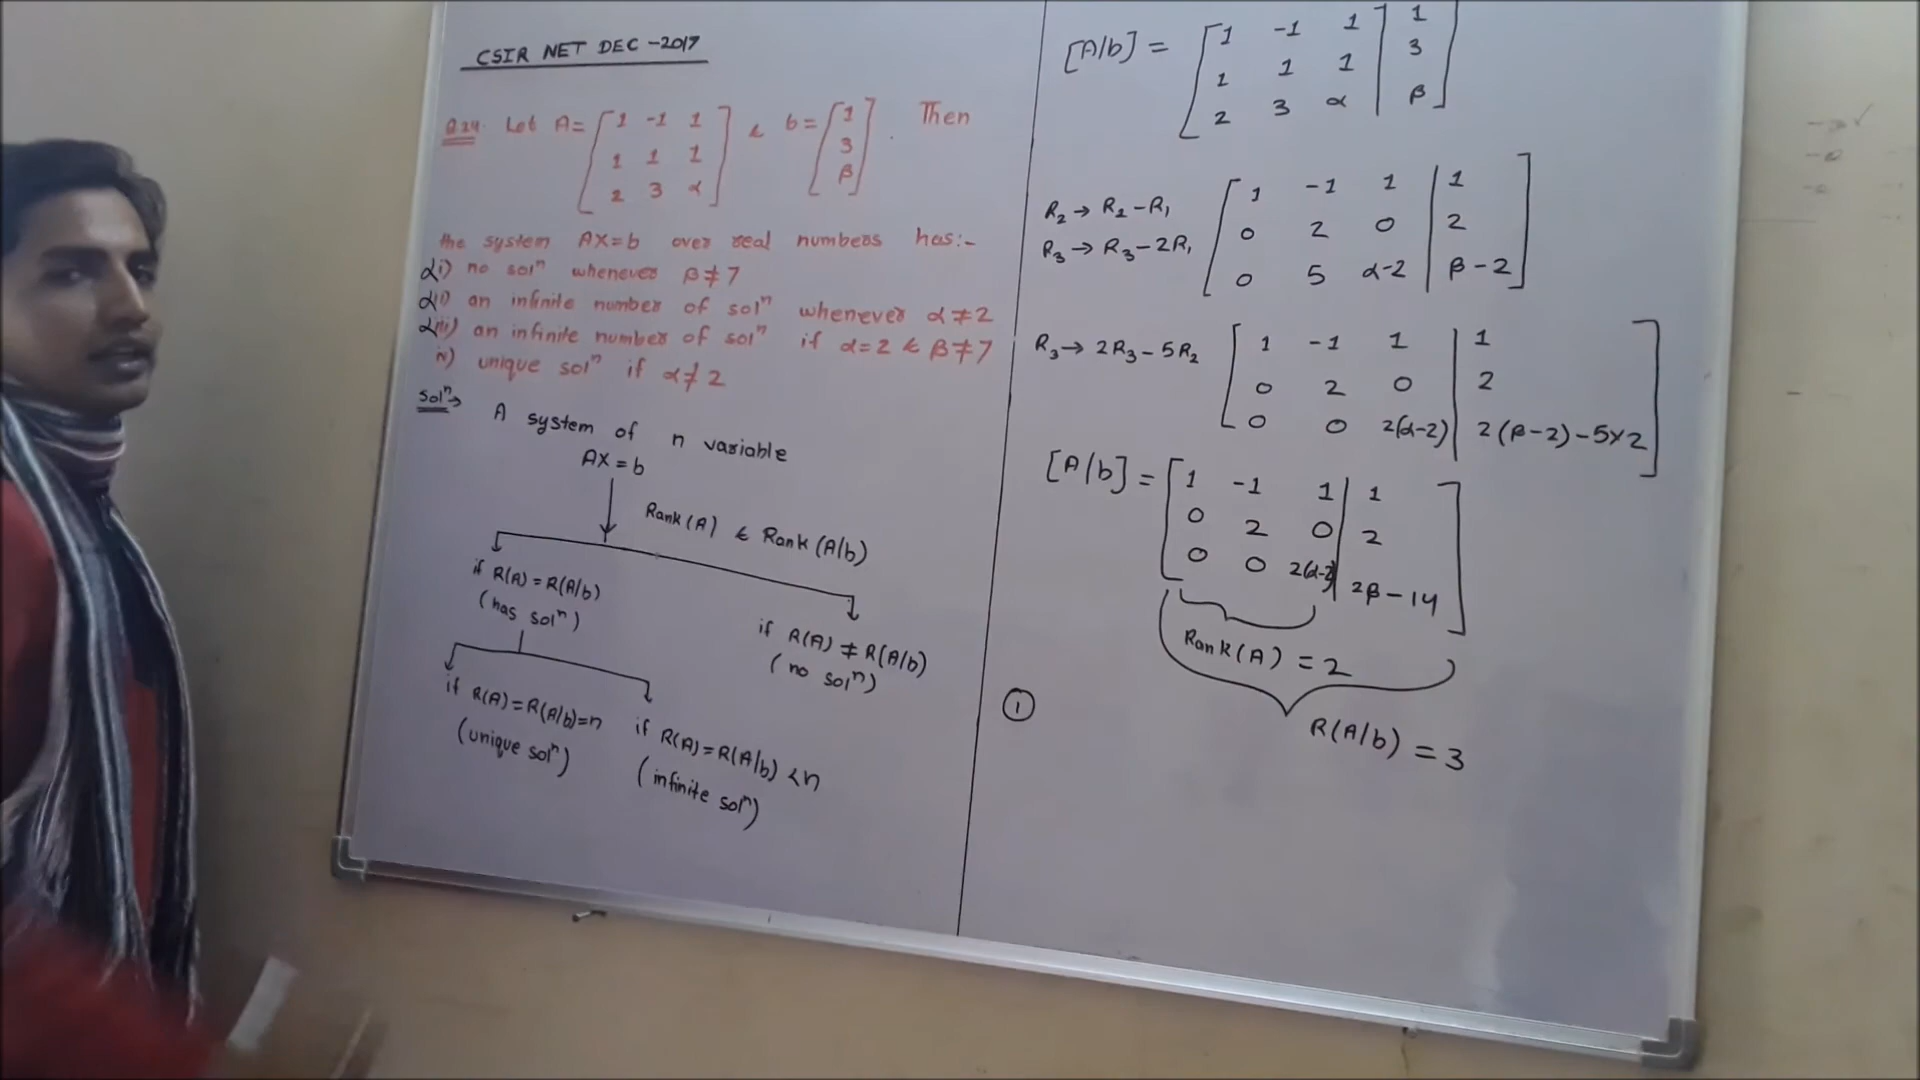 CSIR NET DEC -2017
Q.24. Let A= [1 -1 1 & b= [1 . Then
1 1 1 3
2 3 α] β]
the system AX=b over real numbers has:-
i) no solⁿ whenever β≠7
ii) an infinite number of solⁿ whenever α≠2
iii) an infinite number of solⁿ if α=2 & β≠7
iv) unique solⁿ if α≠2
Solⁿ→ A system of n variable
AX=b
Rank(A) & Rank(A/b)
if R(A)=R(A/b)
(has solⁿ)
if R(A)≠R(A/b)
(no solⁿ)
if R(A)=R(A/b)=n
(unique solⁿ)
if R(A)=R(A/b)<n
(infinite solⁿ)
[A/b] = [1 -1 1 | 1
1 1 1 | 3
2 3 α | β]
R₂→R₂-R₁ [1 -1 1 | 1
R₃→R₃-2R₁ 0 2 0 | 2
0 5 α-2 | β-2]
R₃→2R₃-5R₂ [1 -1 1 | 1
0 2 0 | 2
0 0 2(α-2) | 2(β-2)-5×2]
[A/b] = [1 -1 1 | 1
0 2 0 | 2
0 0 2(α-2) | 2β-14]
Rank(A) = 2
① R(A/b) = 3